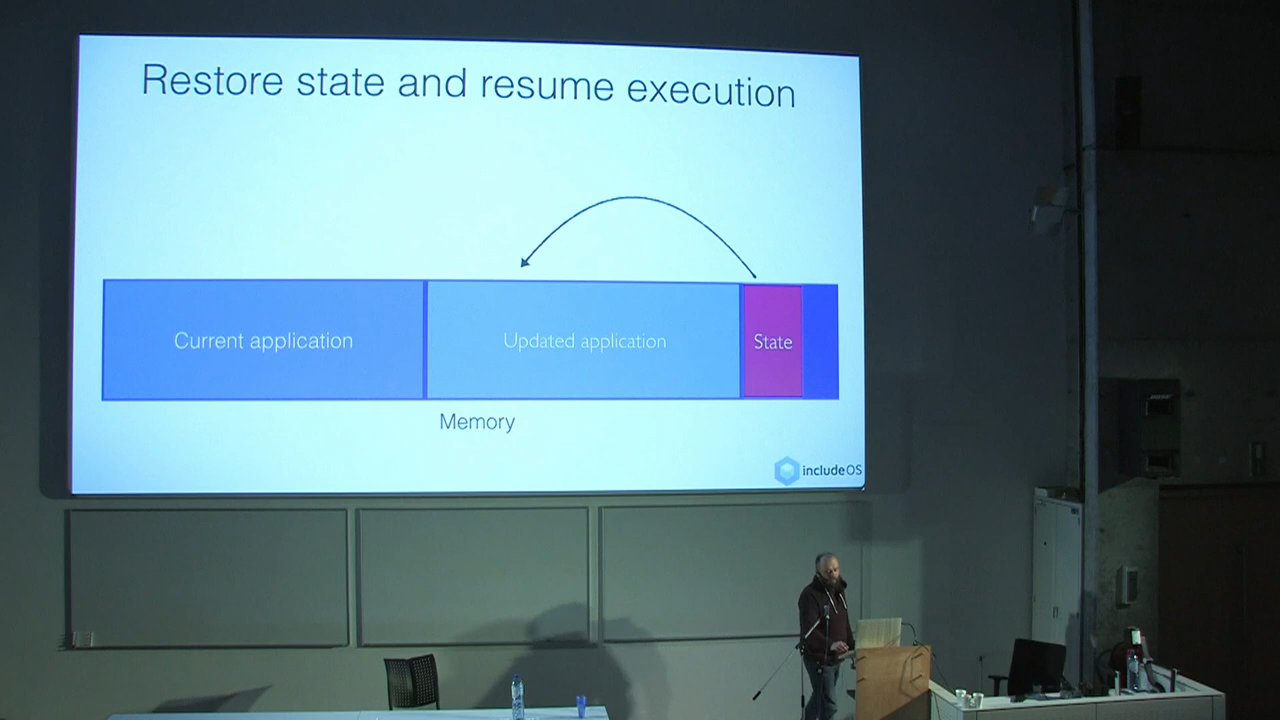 Restore state and resume execution
Current application
Updated application
State
Memory
includeOS